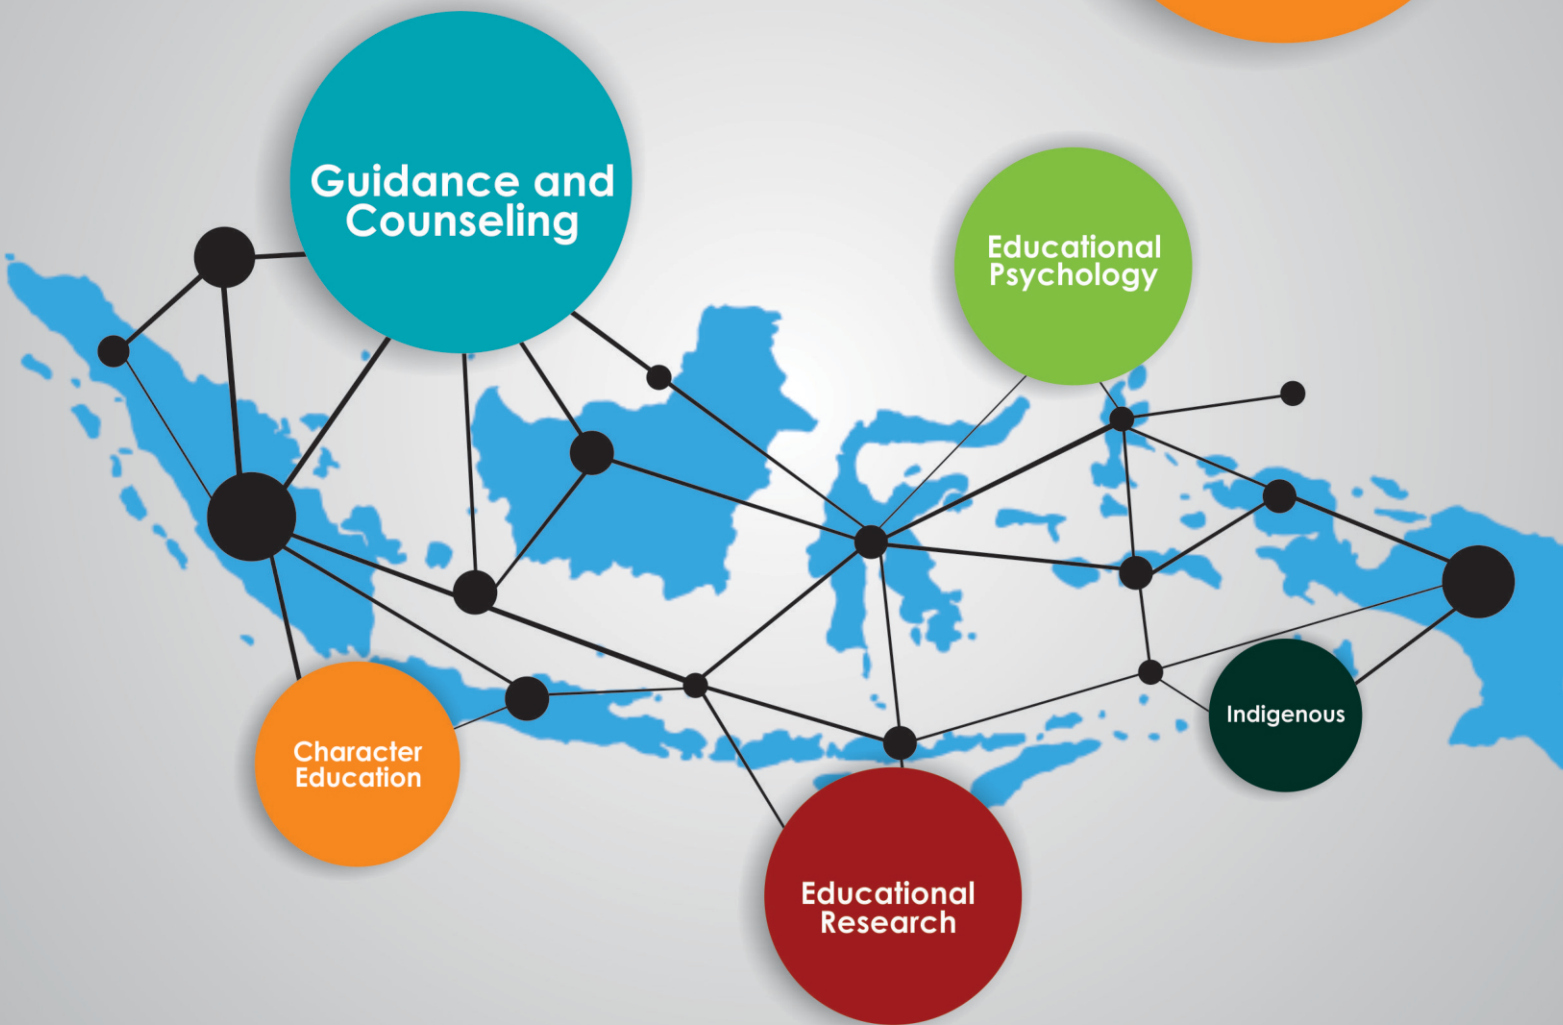 Guidance and
Counseling
Educational
Psychology
Indigenous
Character
Education
Educational
Research